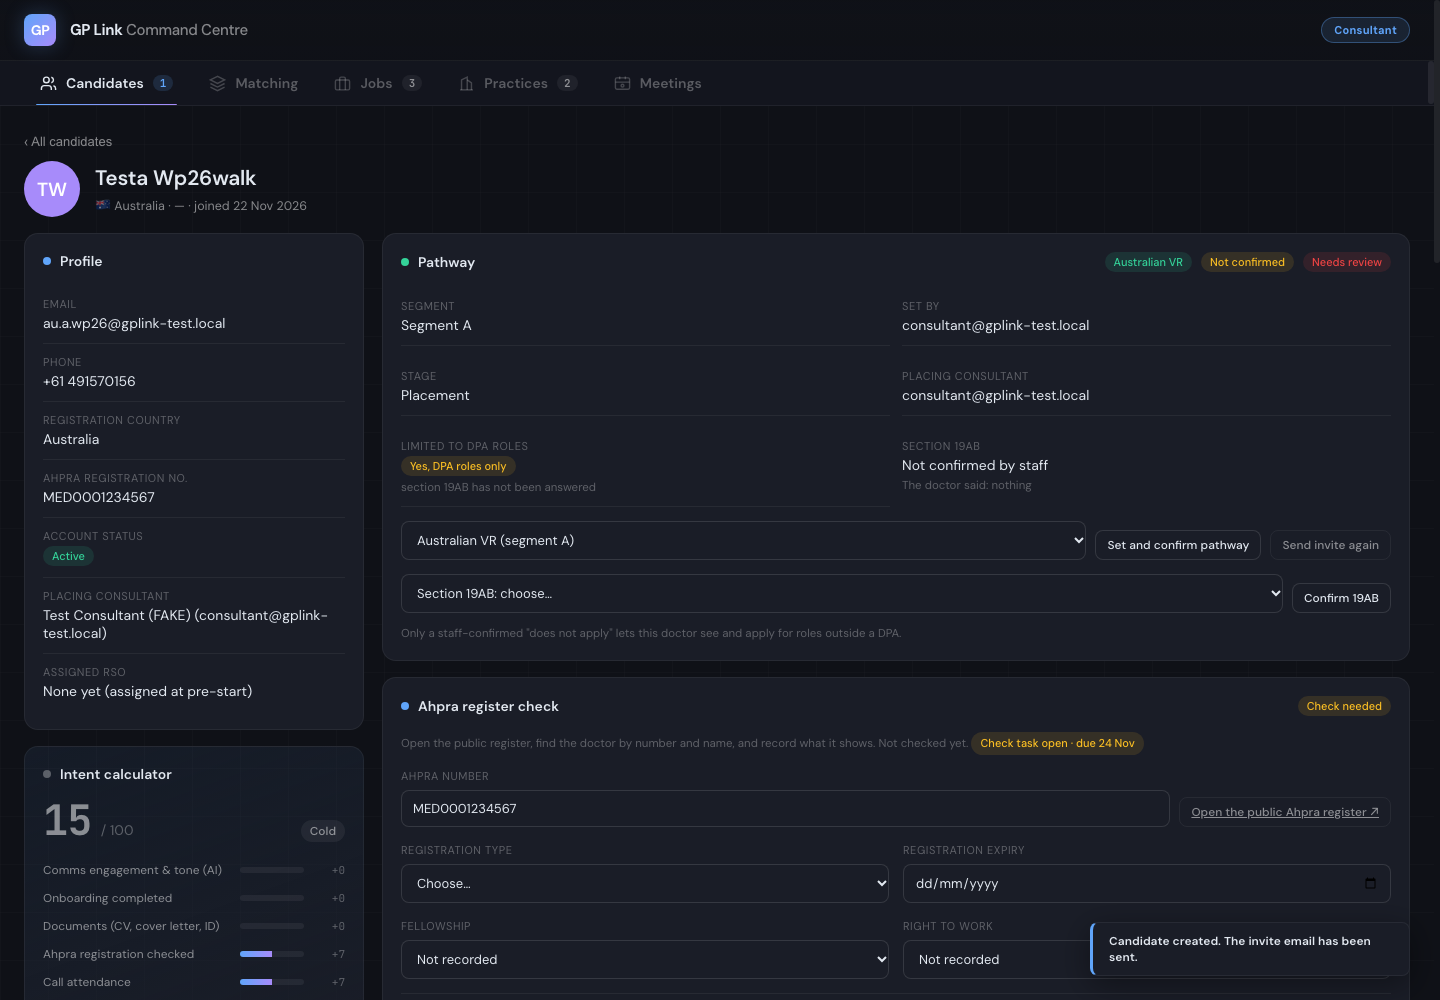 GP GP Link Command Centre Consultant
Candidates 1 Matching Jobs 3 Practices 2 Meetings
‹ All candidates
TW Testa Wp26walk
Australia · — · joined 22 Nov 2026
Profile
EMAIL
au.a.wp26@gplink-test.local
PHONE
+61 491570156
REGISTRATION COUNTRY
Australia
AHPRA REGISTRATION NO.
MED0001234567
ACCOUNT STATUS
Active
PLACING CONSULTANT
Test Consultant (FAKE) (consultant@gplink-
test.local)
ASSIGNED RSO
None yet (assigned at pre-start)
Intent calculator
15 / 100 Cold
Comms engagement & tone (AI) +0
Onboarding completed +0
Documents (CV, cover letter, ID) +0
Ahpra registration checked +7
Call attendance +7
Pathway Australian VR Not confirmed Needs review
SEGMENT
Segment A
SET BY
consultant@gplink-test.local
STAGE
Placement
PLACING CONSULTANT
consultant@gplink-test.local
LIMITED TO DPA ROLES
Yes, DPA roles only
section 19AB has not been answered
SECTION 19AB
Not confirmed by staff
The doctor said: nothing
Australian VR (segment A) Set and confirm pathway Send invite again
Section 19AB: choose... Confirm 19AB
Only a staff-confirmed "does not apply" lets this doctor see and apply for roles outside a DPA.
Ahpra register check Check needed
Open the public register, find the doctor by number and name, and record what it shows. Not checked yet. Check task open · due 24 Nov
AHPRA NUMBER
MED0001234567 Open the public Ahpra register ↗
REGISTRATION TYPE
Choose...
REGISTRATION EXPIRY
dd/mm/yyyy
FELLOWSHIP
Not recorded
RIGHT TO WORK
Not recorded
Candidate created. The invite email has been
sent.